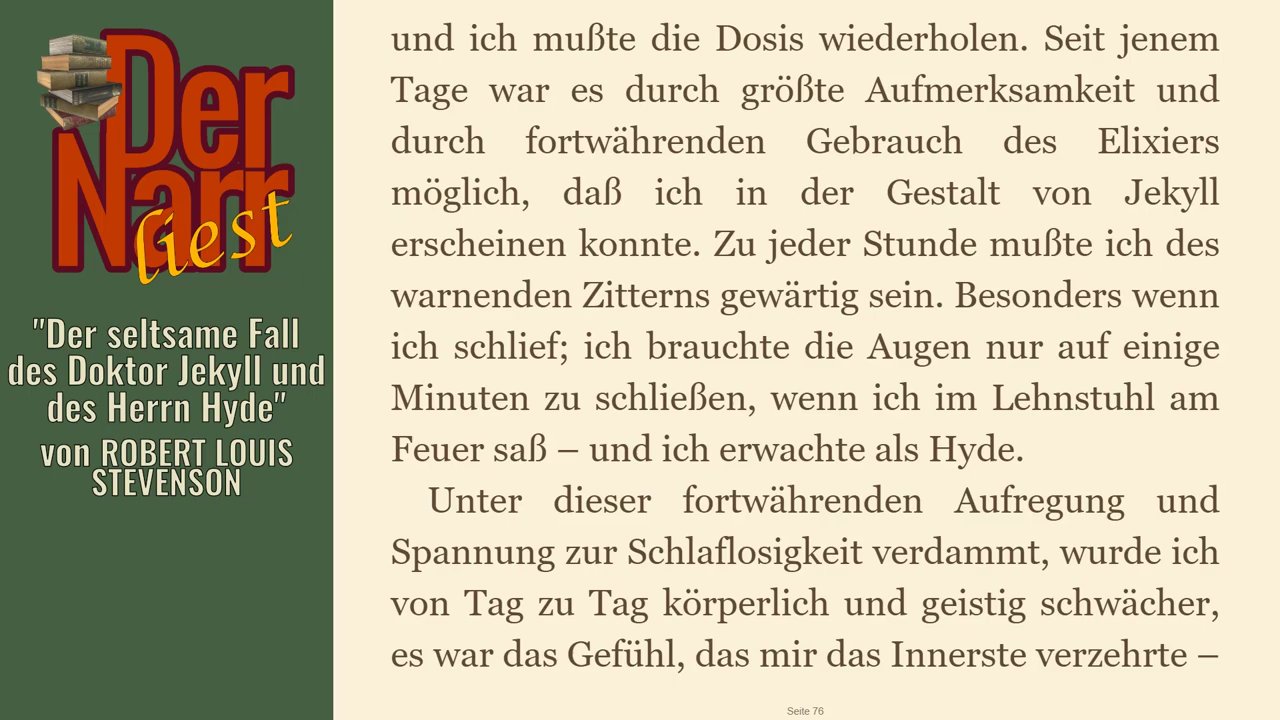 Der
Narr
liest
"Der seltsame Fall
des Doktor Jekyll und
des Herrn Hyde"
von ROBERT LOUIS
STEVENSON
und ich mußte die Dosis wiederholen. Seit jenem
Tage war es durch größte Aufmerksamkeit und
durch fortwährenden Gebrauch des Elixiers
möglich, daß ich in der Gestalt von Jekyll
erscheinen konnte. Zu jeder Stunde mußte ich des
warnenden Zitterns gewärtig sein. Besonders wenn
ich schlief; ich brauchte die Augen nur auf einige
Minuten zu schließen, wenn ich im Lehnstuhl am
Feuer saß – und ich erwachte als Hyde.
Unter dieser fortwährenden Aufregung und
Spannung zur Schlaflosigkeit verdammt, wurde ich
von Tag zu Tag körperlich und geistig schwächer,
es war das Gefühl, das mir das Innerste verzehrte –
Seite 76